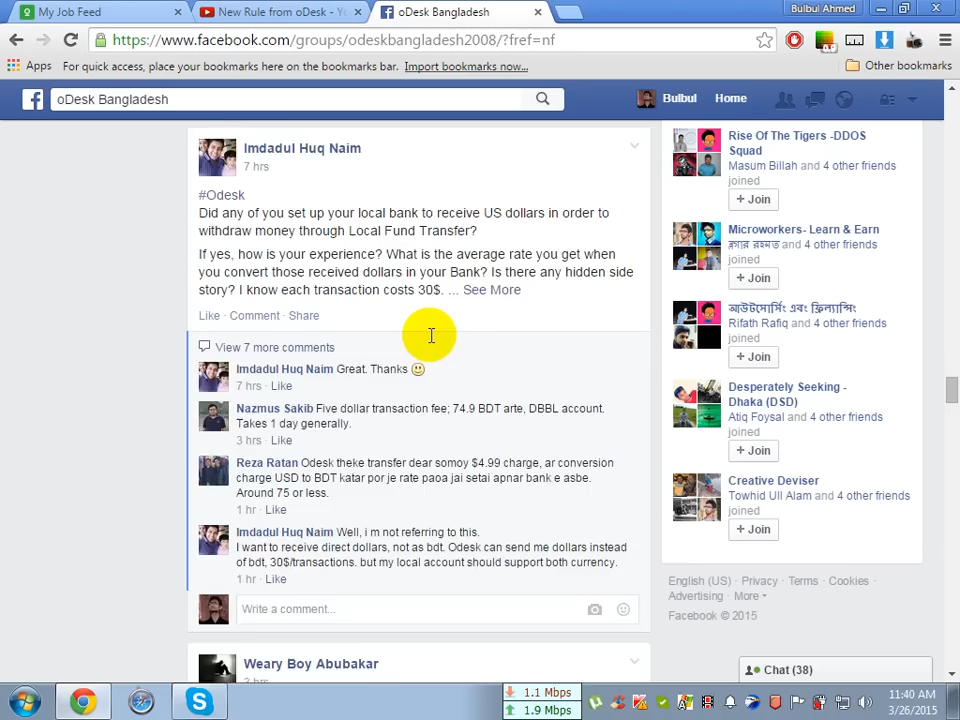 My Job Feed
New Rule from oDesk - Yo
oDesk Bangladesh
Bulbul Ahmed
https://www.facebook.com/groups/odeskbangladesh2008/?fref=nf
Apps
For quick access, place your bookmarks here on the bookmarks bar. Import bookmarks now...
Other bookmarks
oDesk Bangladesh
Bulbul
Home
Imdadul Huq Naim
7 hrs
#Odesk
Did any of you set up your local bank to receive US dollars in order to
withdraw money through Local Fund Transfer?
If yes, how is your experience? What is the average rate you get when
you convert those received dollars in your Bank? Is there any hidden side
story? I know each transaction costs 30$. ... See More
Like · Comment · Share
View 7 more comments
Imdadul Huq Naim Great. Thanks
7 hrs · Like
Nazmus Sakib Five dollar transaction fee; 74.9 BDT arte, DBBL account.
Takes 1 day generally.
3 hrs · Like
Reza Ratan Odesk theke transfer dear somoy $4.99 charge, ar conversion
charge USD to BDT katar por je rate paoa jai setai apnar bank e asbe.
Around 75 or less.
1 hr · Like
Imdadul Huq Naim Well, i m not referring to this.
I want to receive direct dollars, not as bdt. Odesk can send me dollars instead
of bdt, 30$/transactions. but my local account should support both currency.
1 hr · Like
Write a comment...
Weary Boy Abubakar
Rise Of The Tigers -DDOS
Squad
Masum Billah and 4 other friends
joined
+ Join
Microworkers- Learn & Earn
ব্লগার রহমত and 4 other friends
joined
+ Join
আউটসোর্সিং এবং ফ্রিল্যান্সিং
Rifath Rafiq and 4 other friends
joined
+ Join
Desperately Seeking -
Dhaka (DSD)
Atiq Foysal and 4 other friends
joined
+ Join
Creative Deviser
Towhid Ull Alam and 4 other friends
joined
+ Join
English (US) · Privacy · Terms · Cookies ·
Advertising · More
Facebook © 2015
Chat (38)
1.1 Mbps
1.9 Mbps
11:40 AM
3/26/2015